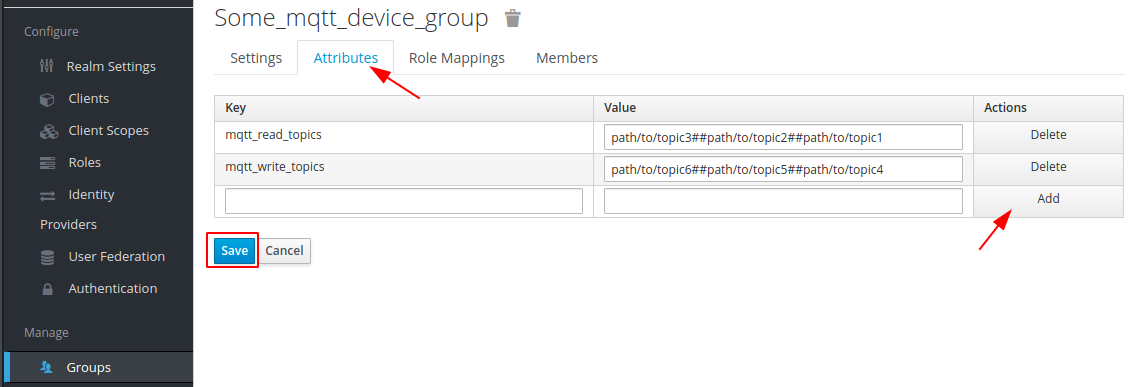 Some_mqtt_device_group
Configure
Realm Settings
Clients
Client Scopes
Roles
Identity
Providers
User Federation
Authentication
Manage
Groups
Settings Attributes Role Mappings Members
Key Value Actions
mqtt_read_topics path/to/topic3##path/to/topic2##path/to/topic1 Delete
mqtt_write_topics path/to/topic6##path/to/topic5##path/to/topic4 Delete
Add
Save Cancel